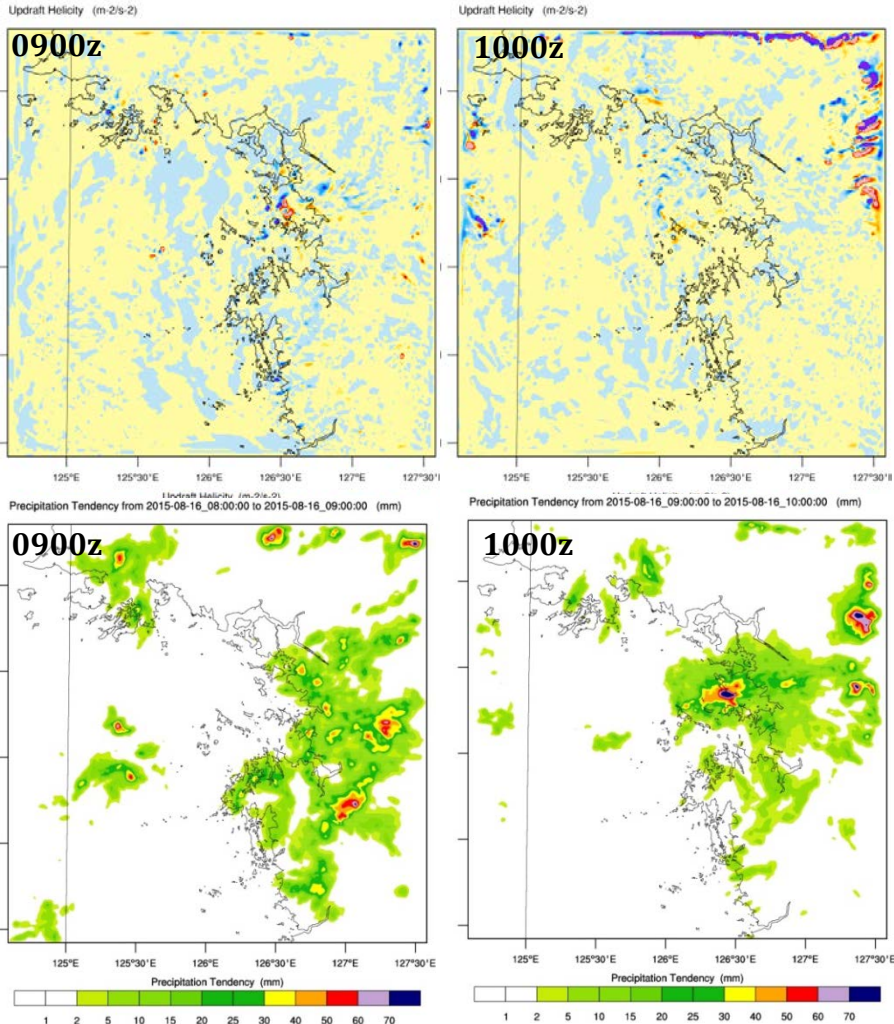 Updraft Helicity (m-2/s-2)
Updraft Helicity (m-2/s-2)
0900z
1000z
125°E 125°30'E 126°E 126°30'E 127°E
125°E 125°30'E 126°E 126°30'E 127°E 127°30'E
Updraft Helicity (m-2/s-2)
Precipitation Tendency from 2015-08-16_08:00:00 to 2015-08-16_09:00:00 (mm)
Precipitation Tendency from 2015-08-16_09:00:00 to 2015-08-16_10:00:00 (mm)
0900z
1000z
125°E 125°30'E 126°E 126°30'E 127°E 127°30'E
125°E 125°30'E 126°E 126°30'E 127°E 127°30'E
Precipitation Tendency (mm)
Precipitation Tendency (mm)
1 2 5 10 15 20 25 30 40 50 60 70
1 2 5 10 15 20 25 30 40 50 60 70